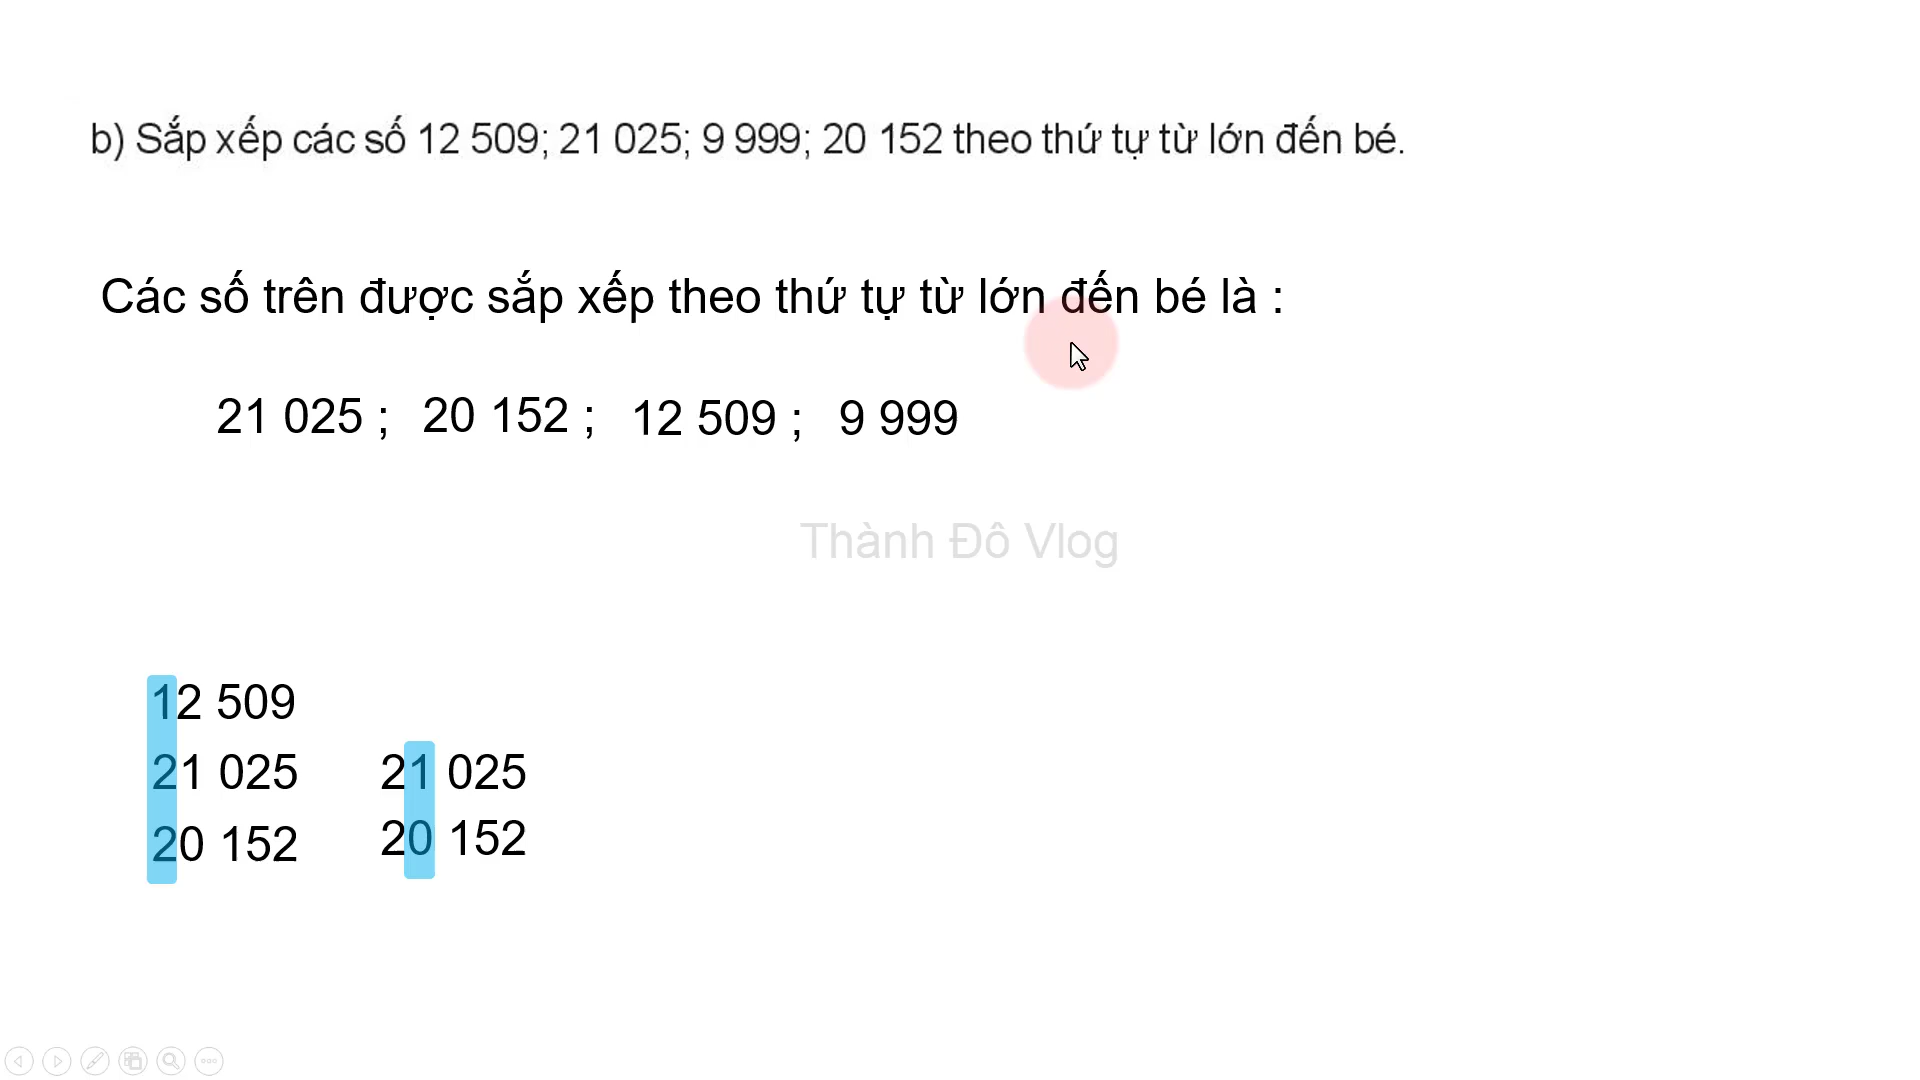 b) Sắp xếp các số 12 509; 21 025; 9 999; 20 152 theo thứ tự từ lớn đến bé.
Các số trên được sắp xếp theo thứ tự từ lớn đến bé là :
21 025 ; 20 152 ; 12 509 ; 9 999
Thành Đô Vlog
12 509
21 025 21 025
20 152 20 152